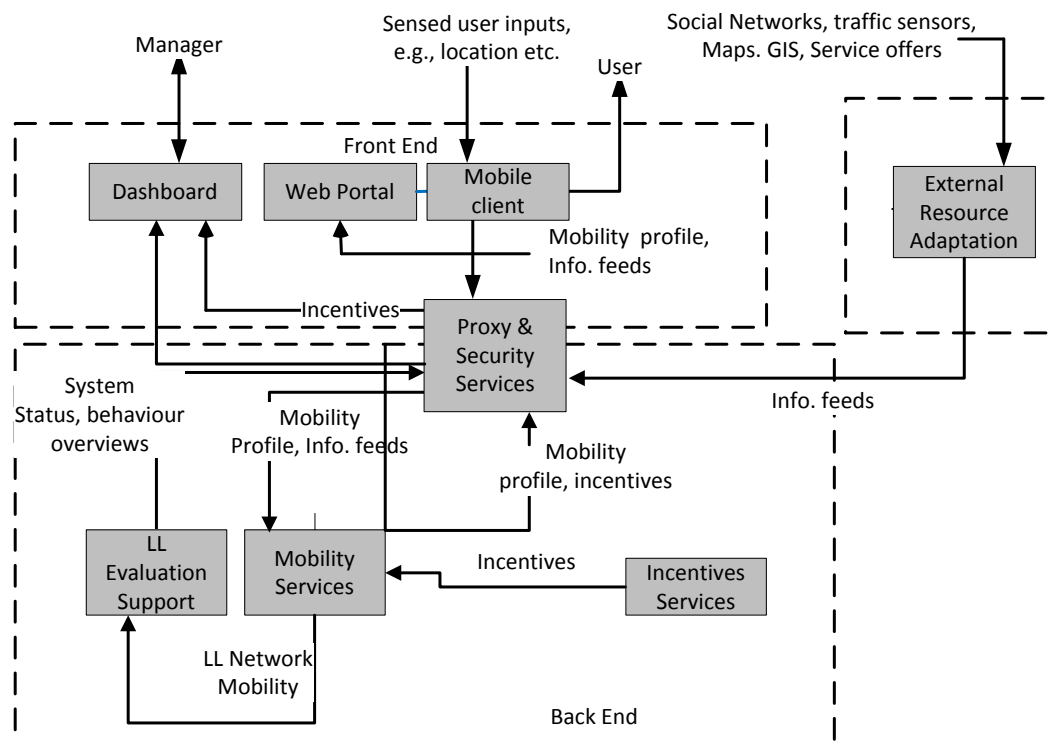 Manager
Sensed user inputs,
e.g., location etc.
User
Social Networks, traffic sensors,
Maps. GIS, Service offers
Front End
Dashboard
Web Portal
Mobile
client
External
Resource
Adaptation
Mobility profile,
Info. feeds
Incentives
Proxy &
Security
Services
System
Status, behaviour
overviews
Mobility
Profile, Info. feeds
Info. feeds
Mobility
profile, incentives
LL
Evaluation
Support
Mobility
Services
Incentives
Incentives
Services
LL Network
Mobility
Back End